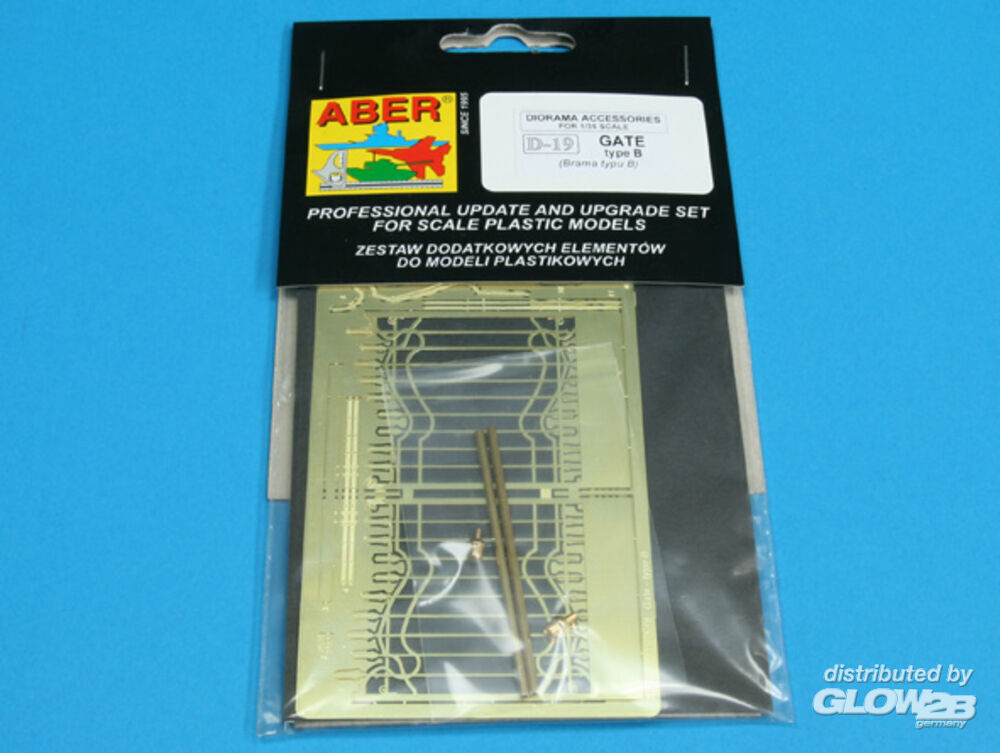 ABER®
SINCE 1995
DIORAMA ACCESSORIES
FOR 1/35 SCALE
D-19 GATE
type B
(Brama typu B)
PROFESSIONAL UPDATE AND UPGRADE SET
FOR SCALE PLASTIC MODELS
ZESTAW DODATKOWYCH ELEMENTÓW
DO MODELI PLASTIKOWYCH
distributed by
GLOW2B
germany